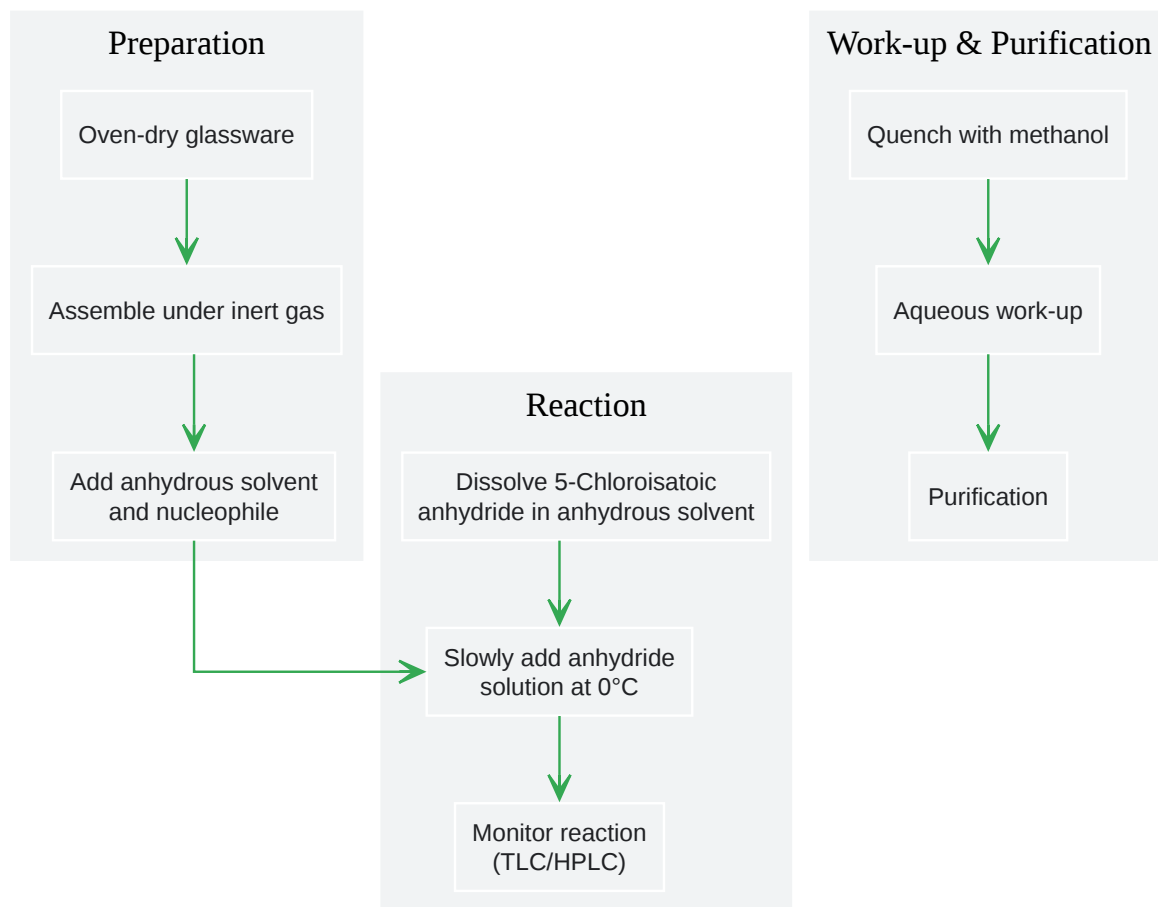 Preparation
Oven-dry glassware
Assemble under inert gas
Add anhydrous solvent
and nucleophile
Reaction
Dissolve 5-Chloroisatoic
anhydride in anhydrous solvent
Slowly add anhydride
solution at 0°C
Monitor reaction
(TLC/HPLC)
Work-up & Purification
Quench with methanol
Aqueous work-up
Purification